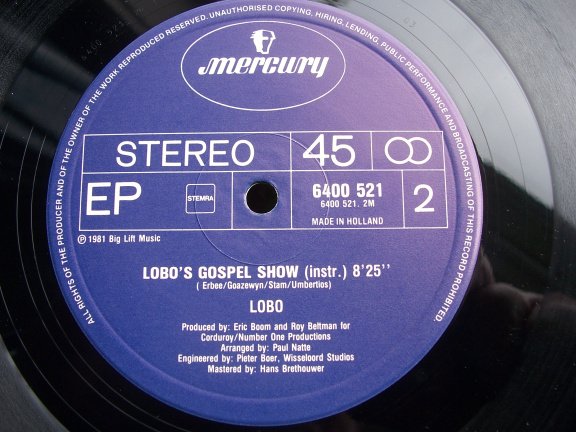 ALL RIGHTS OF THE PRODUCER AND OF THE OWNER OF THE WORK REPRODUCED RESERVED. UNAUTHORISED COPYING, HIRING, LENDING, PUBLIC PERFORMANCE AND BROADCASTING OF THIS RECORD PROHIBITED.
mercury
STEREO 45
EP STEMRA 6400 521 2
6400 521. 2M
MADE IN HOLLAND
℗ 1981 Big Lift Music
LOBO'S GOSPEL SHOW (instr.) 8'25''
( Erbee/Goazewyn/Stam/Umbertios)
LOBO
Produced by: Eric Boom and Roy Beltman for
Corduroy/Number One Productions
Arranged by: Paul Natte
Engineered by: Pieter Boer, Wisseloord Studios
Mastered by: Hans Brethouwer